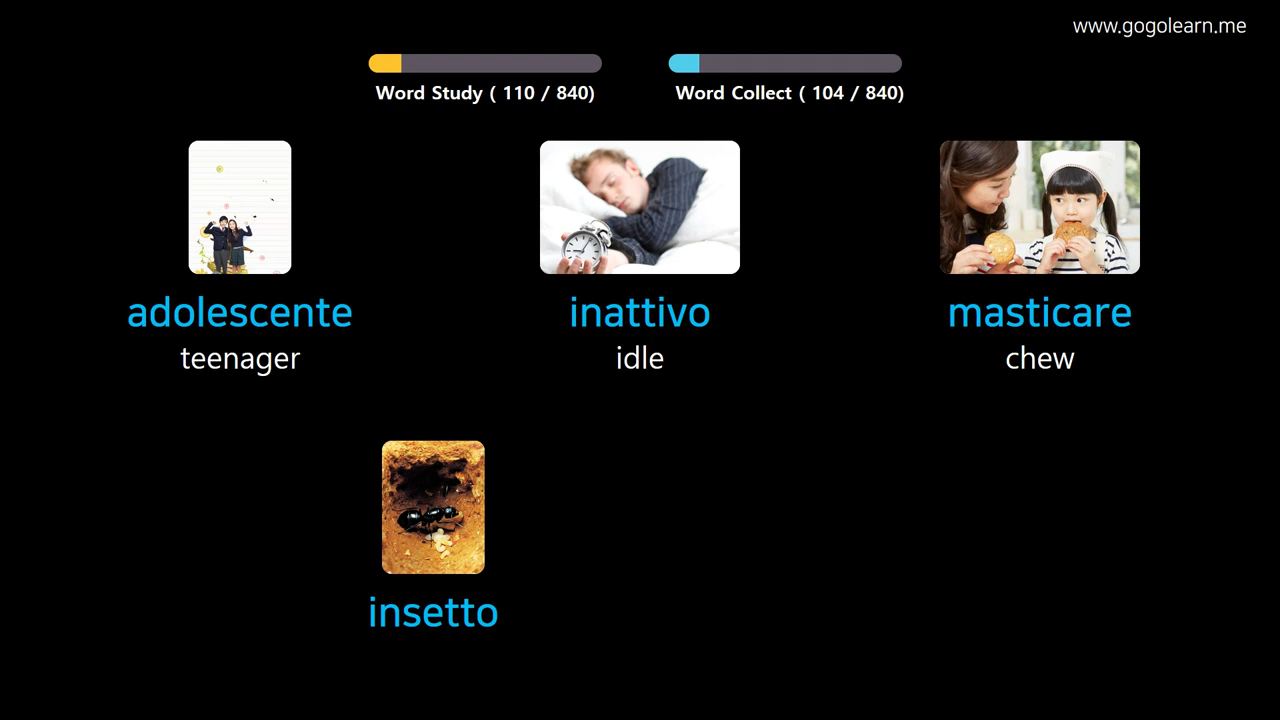 www.gogolearn.me
Word Study ( 110 / 840)
Word Collect ( 104 / 840)
adolescente
inattivo
masticare
teenager
idle
chew
insetto